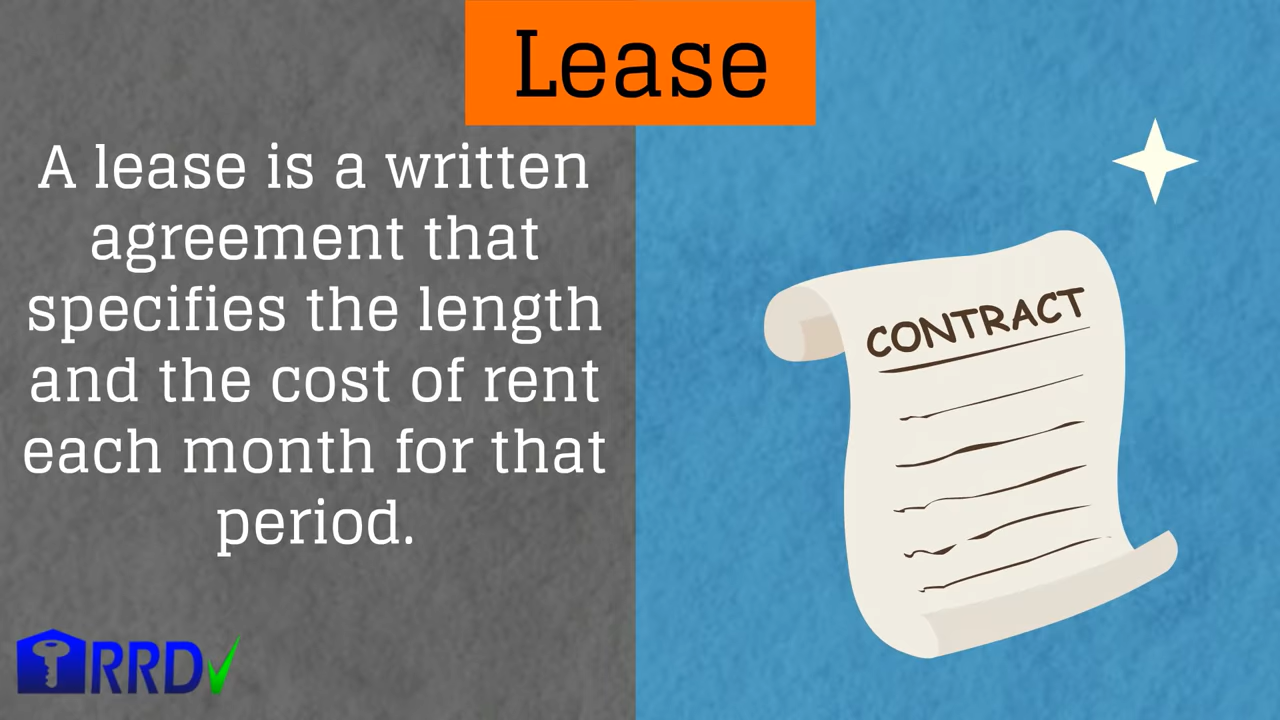 Lease
A lease is a written
agreement that
specifies the length
and the cost of rent
each month for that
period.
CONTRACT
RRD